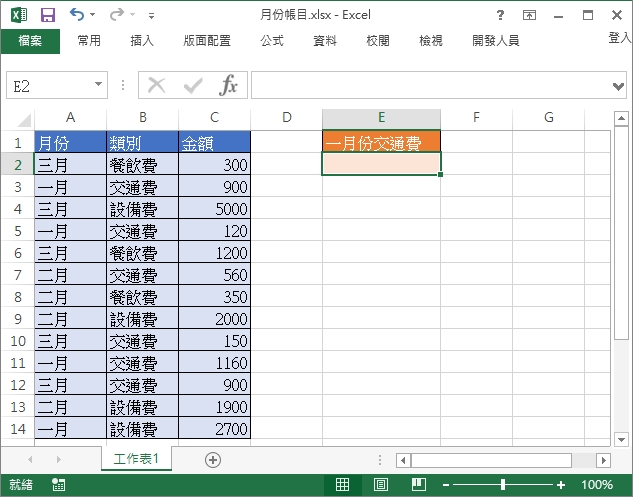 月份帳目.xlsx - Excel
檔案 常用 插入 版面配置 公式 資料 校閱 檢視 開發人員 登入
E2 fx
A B C D E F G
1 月份 類別 金額 一月份交通費
2 三月 餐飲費 300
3 一月 交通費 900
4 三月 設備費 5000
5 一月 交通費 120
6 三月 餐飲費 1200
7 二月 交通費 560
8 二月 餐飲費 350
9 二月 設備費 2000
10 三月 交通費 150
11 一月 交通費 1160
12 三月 交通費 900
13 二月 設備費 1900
14 一月 設備費 2700
工作表1
就緒 100%